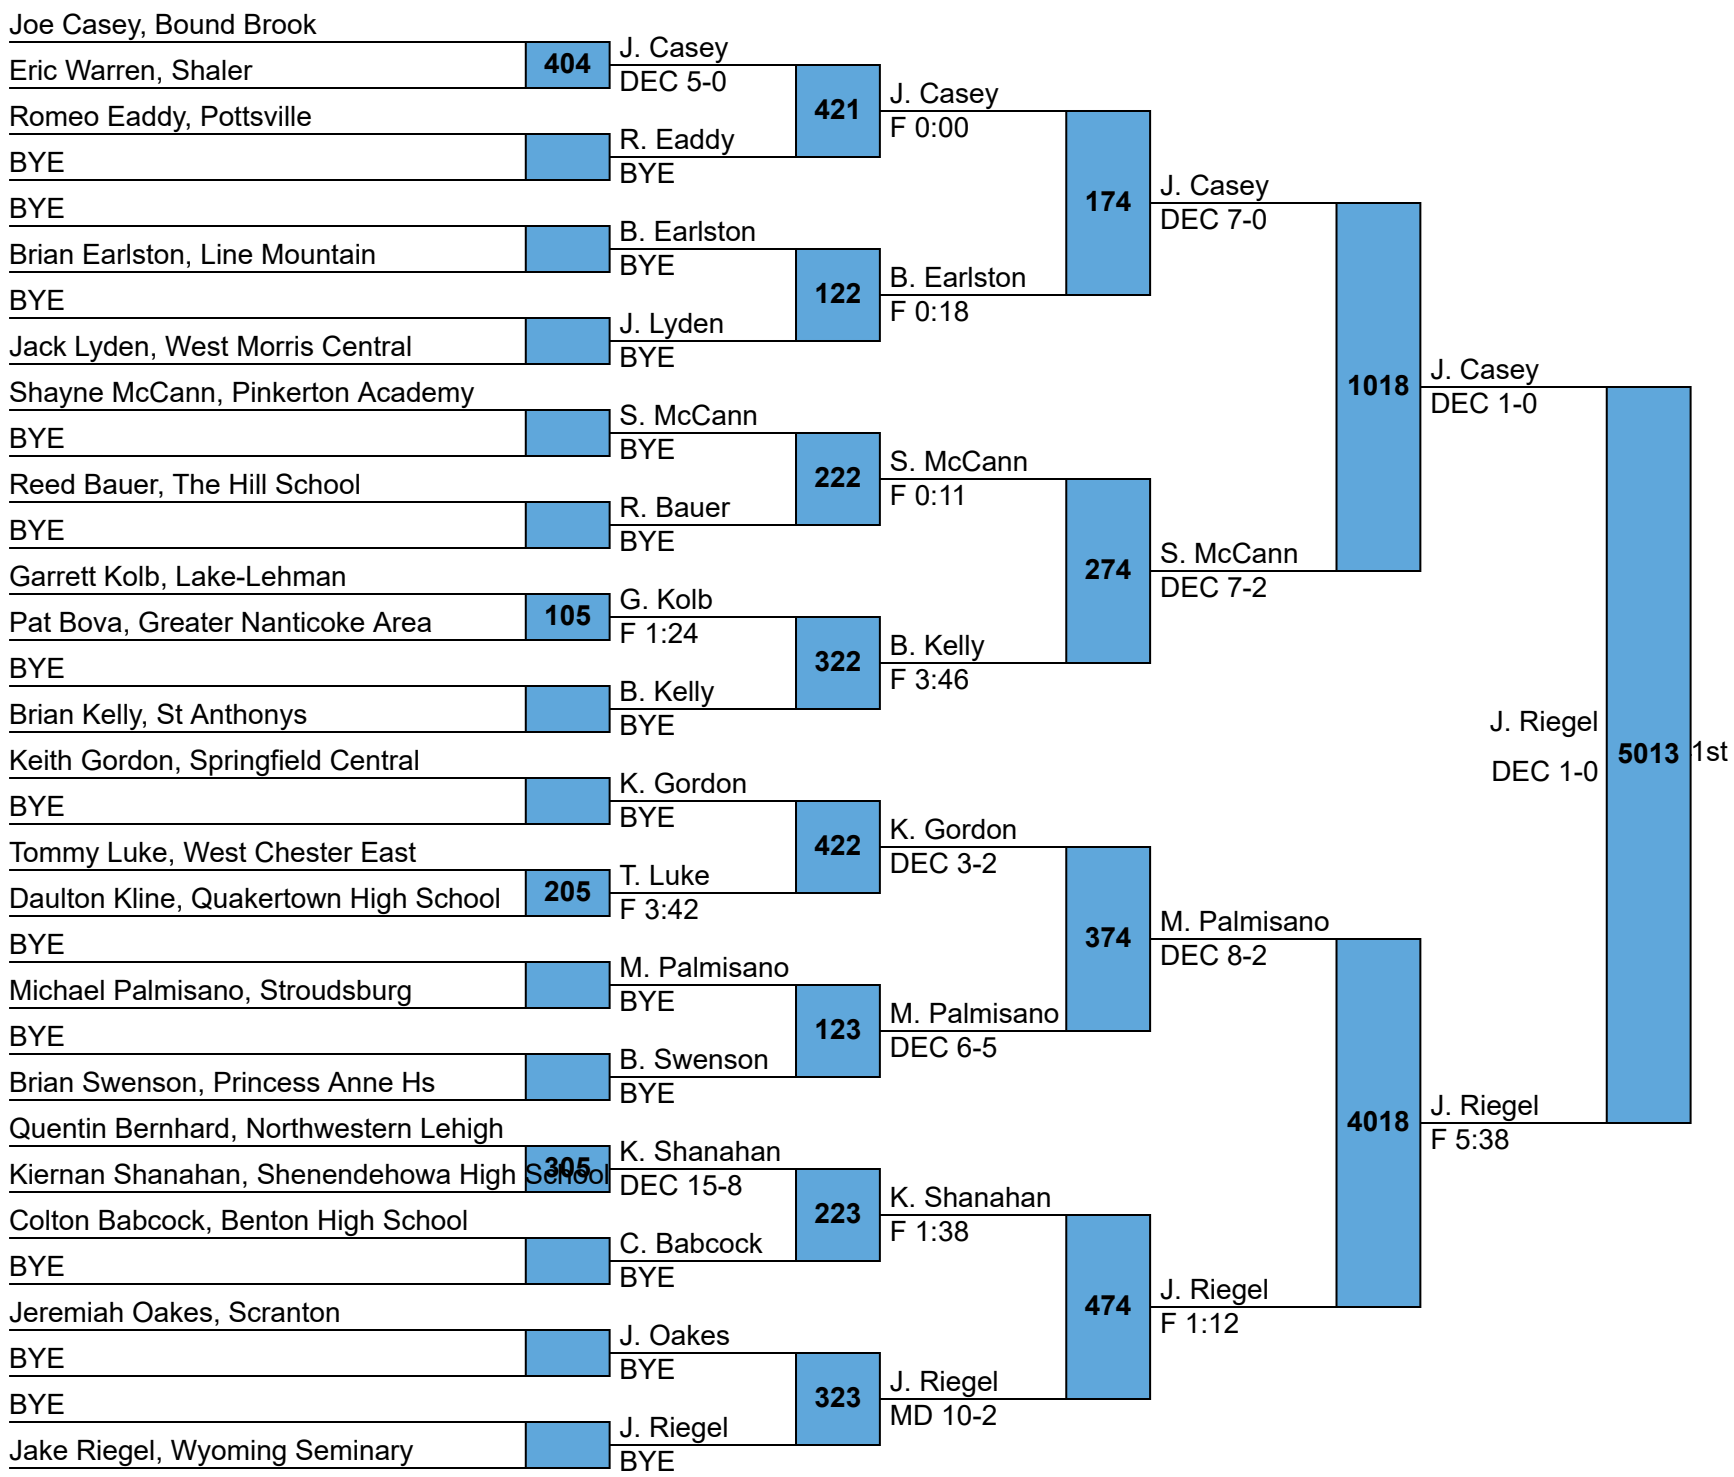 Joe Casey, Bound Brook
Eric Warren, Shaler
Romeo Eaddy, Pottsville
BYE
BYE
Brian Earlston, Line Mountain
BYE
Jack Lyden, West Morris Central
Shayne McCann, Pinkerton Academy
BYE
Reed Bauer, The Hill School
BYE
Garrett Kolb, Lake-Lehman
Pat Bova, Greater Nanticoke Area
BYE
Brian Kelly, St Anthonys
Keith Gordon, Springfield Central
BYE
Tommy Luke, West Chester East
Daulton Kline, Quakertown High School
BYE
Michael Palmisano, Stroudsburg
BYE
Brian Swenson, Princess Anne Hs
Quentin Bernhard, Northwestern Lehigh
Kiernan Shanahan, Shenendehowa High School
Colton Babcock, Benton High School
BYE
Jeremiah Oakes, Scranton
BYE
BYE
Jake Riegel, Wyoming Seminary
404
105
205
305
J. Casey
DEC 5-0
R. Eaddy
BYE
B. Earlston
BYE
J. Lyden
BYE
S. McCann
BYE
R. Bauer
BYE
G. Kolb
F 1:24
B. Kelly
BYE
K. Gordon
BYE
T. Luke
F 3:42
M. Palmisano
BYE
B. Swenson
BYE
K. Shanahan
DEC 15-8
C. Babcock
BYE
J. Oakes
BYE
J. Riegel
BYE
421
122
222
322
422
123
223
323
J. Casey
F 0:00
B. Earlston
F 0:18
S. McCann
F 0:11
B. Kelly
F 3:46
K. Gordon
DEC 3-2
M. Palmisano
DEC 6-5
K. Shanahan
F 1:38
J. Riegel
MD 10-2
174
274
374
474
J. Casey
DEC 7-0
S. McCann
DEC 7-2
M. Palmisano
DEC 8-2
J. Riegel
F 1:12
1018
4018
J. Casey
DEC 1-0
J. Riegel
F 5:38
J. Riegel
DEC 1-0
5013
1st